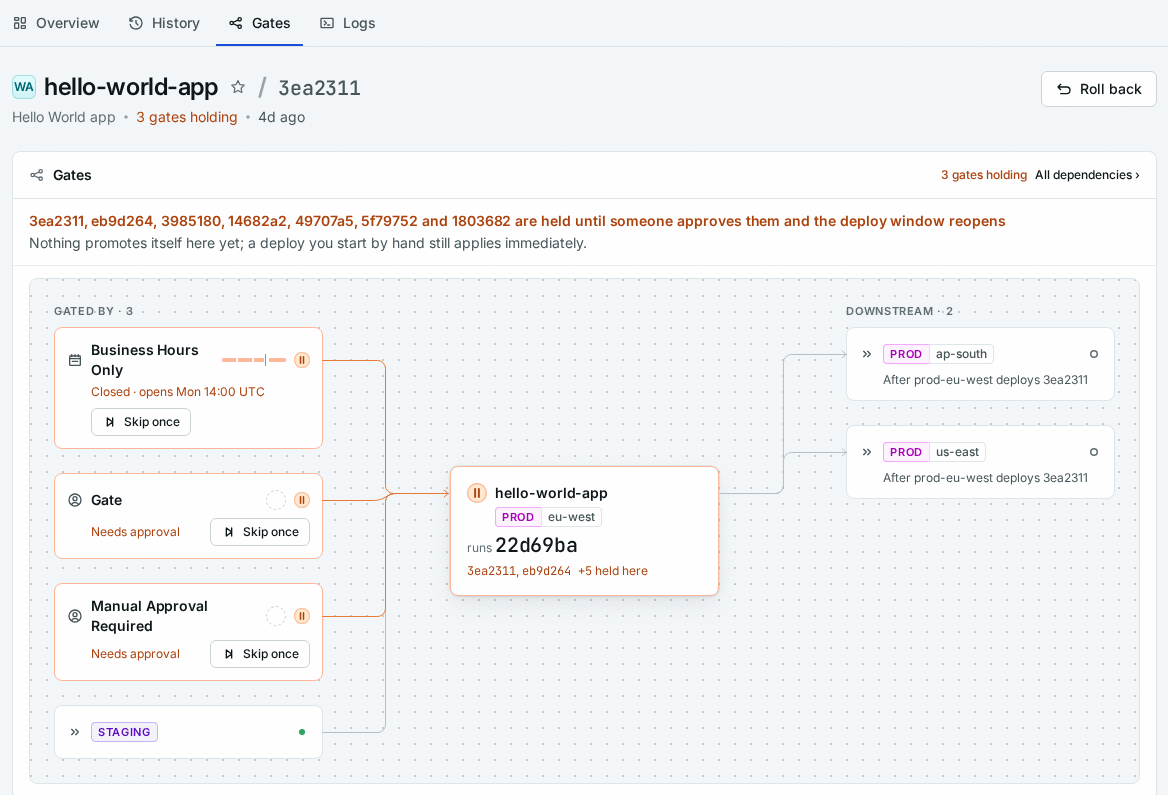 Overview History Gates Logs
WA hello-world-app / 3ea2311
Roll back
Hello World app • 3 gates holding • 4d ago
Gates
3 gates holding All dependencies ›
3ea2311, eb9d264, 3985180, 14682a2, 49707a5, 5f79752 and 1803682 are held until someone approves them and the deploy window reopens
Nothing promotes itself here yet; a deploy you start by hand still applies immediately.
GATED BY · 3
Business Hours
Only
Closed · opens Mon 14:00 UTC
Skip once
Gate
Needs approval
Skip once
Manual Approval
Required
Needs approval
Skip once
STAGING
hello-world-app
PROD eu-west
runs 22d69ba
3ea2311, eb9d264 +5 held here
DOWNSTREAM · 2
PROD ap-south
After prod-eu-west deploys 3ea2311
PROD us-east
After prod-eu-west deploys 3ea2311